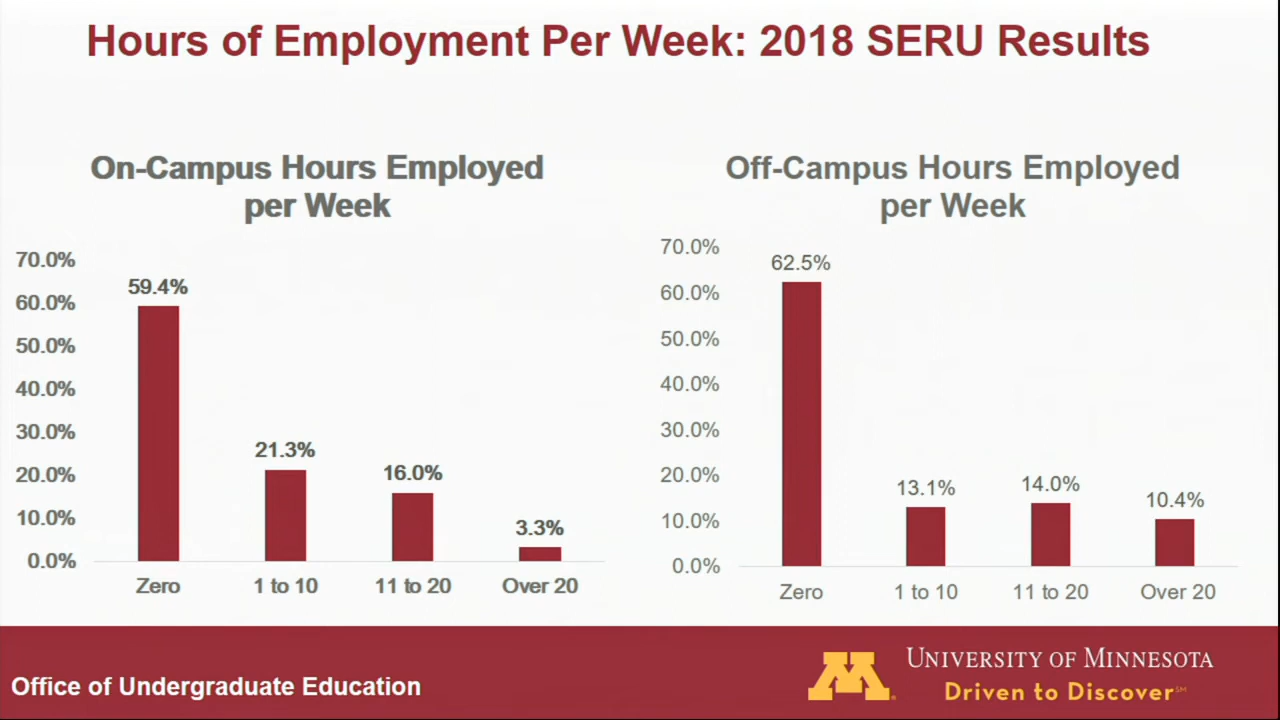 Hours of Employment Per Week: 2018 SERU Results
On-Campus Hours Employed
per Week
70.0%
60.0%
50.0%
40.0%
30.0%
20.0%
10.0%
0.0%
59.4%
21.3%
16.0%
3.3%
Zero
1 to 10
11 to 20
Over 20
Off-Campus Hours Employed
per Week
70.0%
60.0%
50.0%
40.0%
30.0%
20.0%
10.0%
0.0%
62.5%
13.1%
14.0%
10.4%
Zero
1 to 10
11 to 20
Over 20
Office of Undergraduate Education
M
UNIVERSITY OF MINNESOTA
Driven to Discover℠